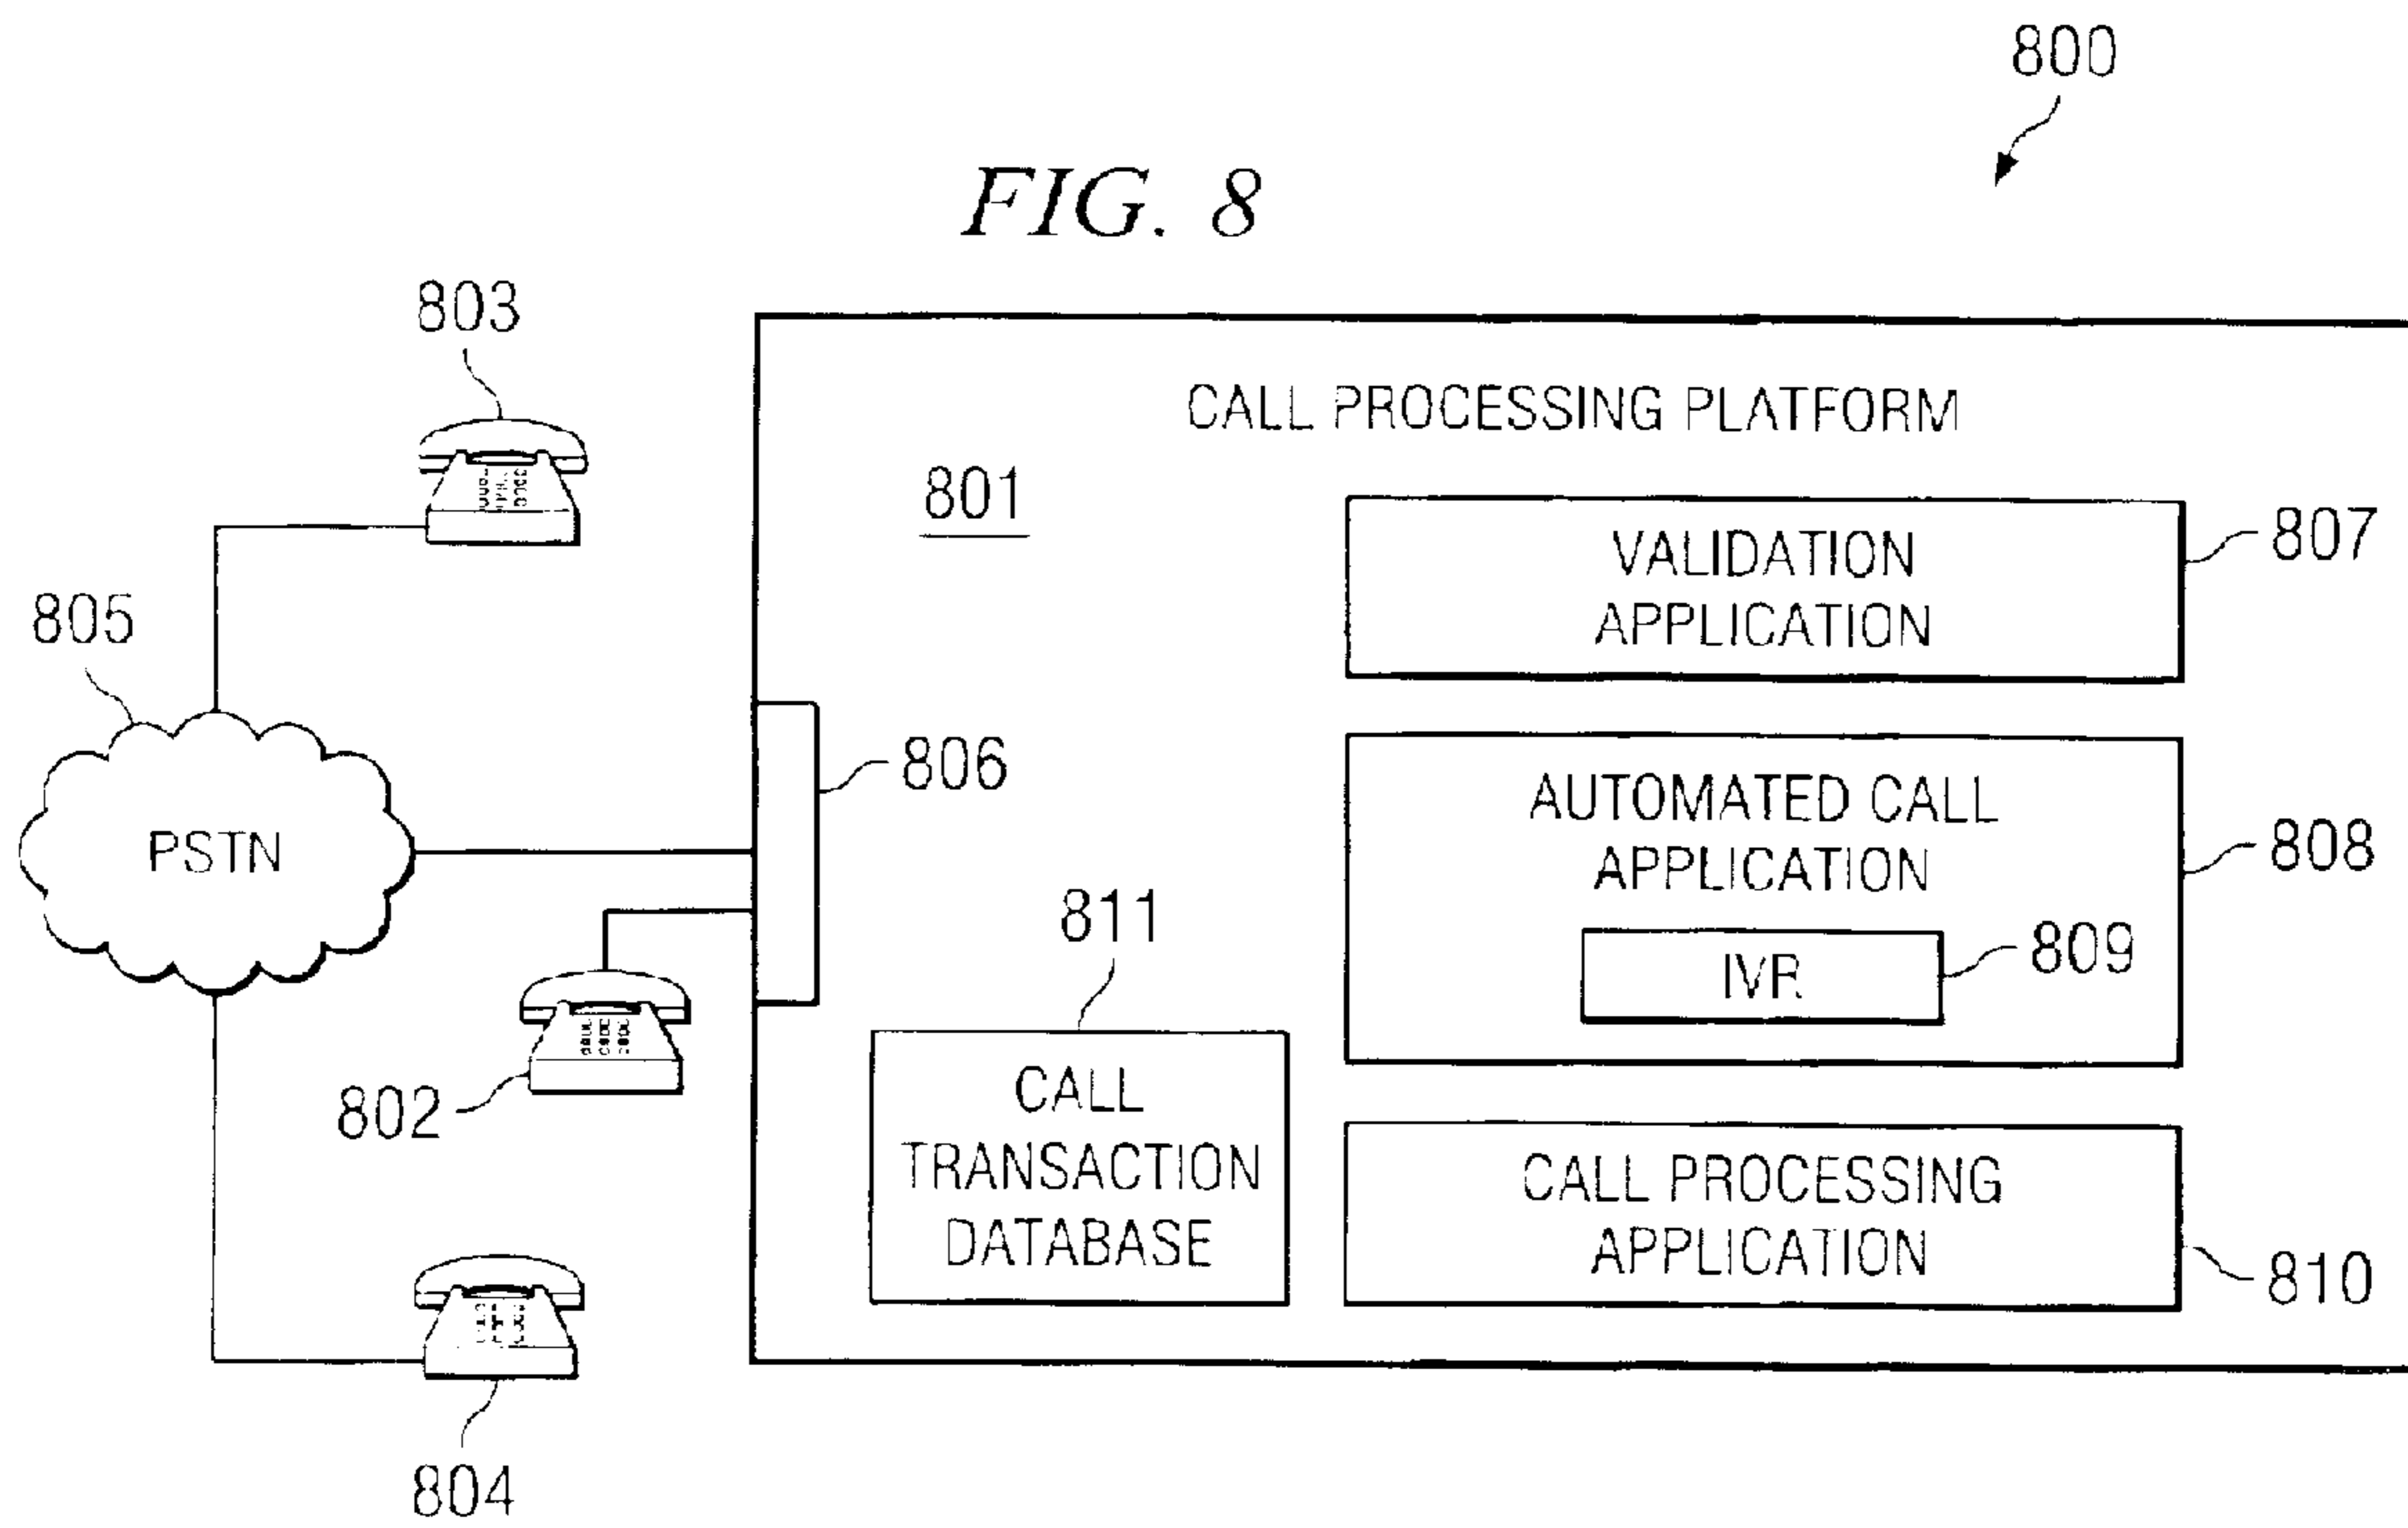 800
FIG. 8
803
CALL PROCESSING PLATFORM
801
VALIDATION
APPLICATION
807
805
PSTN
806
AUTOMATED CALL
APPLICATION
808
IVR
809
811
CALL
TRANSACTION
DATABASE
802
CALL PROCESSING
APPLICATION
810
804